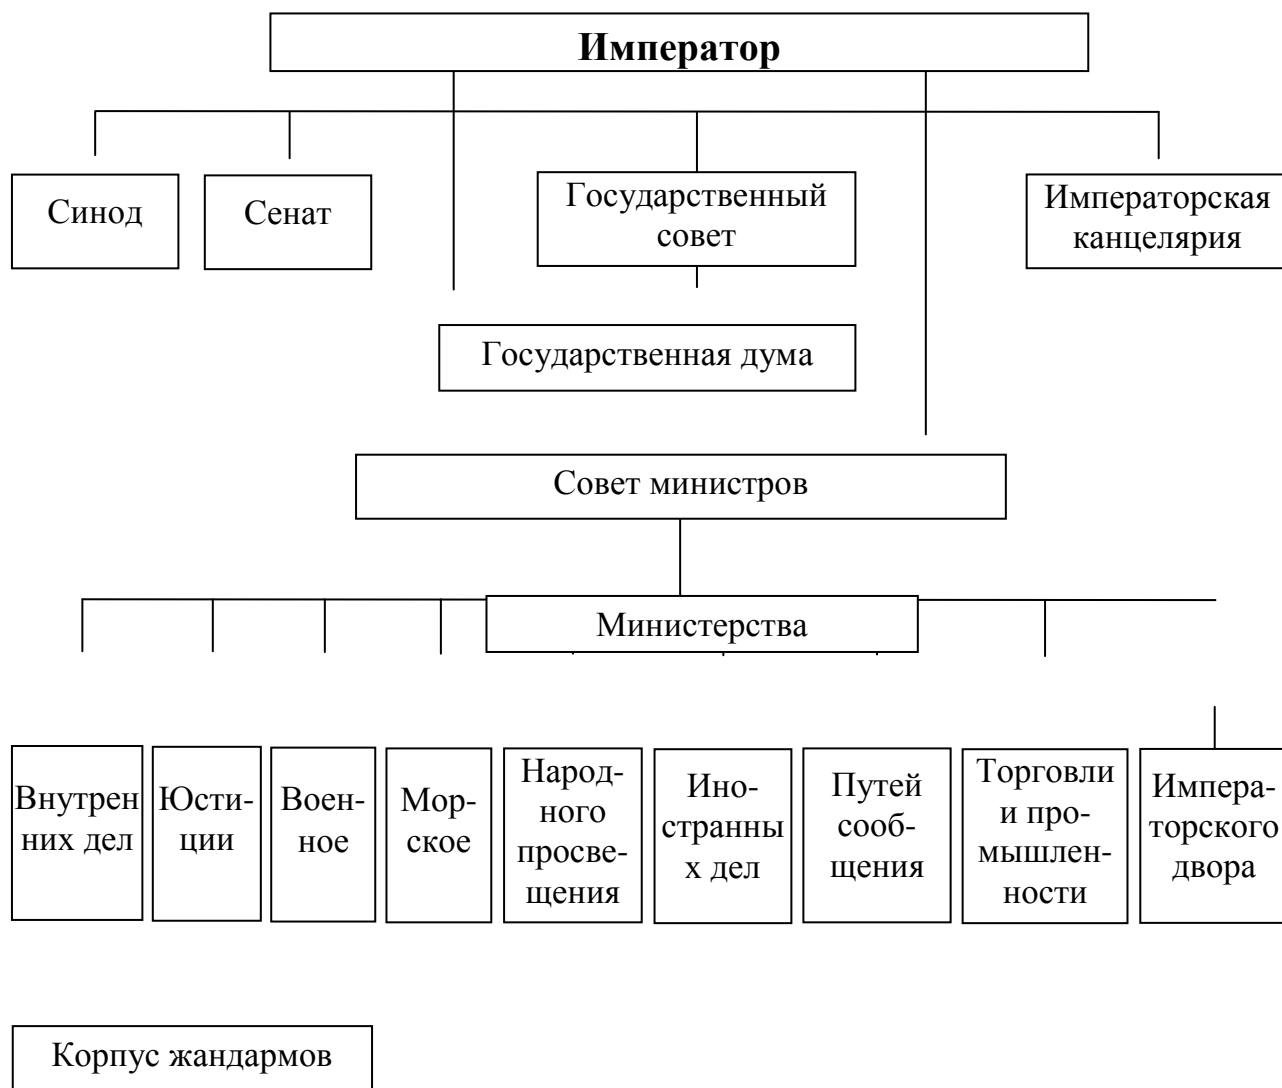 Император
Синод
Сенат
Государственный
совет
Императорская
канцелярия
Государственная дума
Совет министров
Министерства
Внутрен
них дел
Юсти-
ции
Воен-
ное
Мор-
ское
Народ-
ного
просве-
щения
Ино-
странны
х дел
Путей
сооб-
щения
Торговли
и про-
мышлен-
ности
Импера-
торского
двора
Корпус жандармов